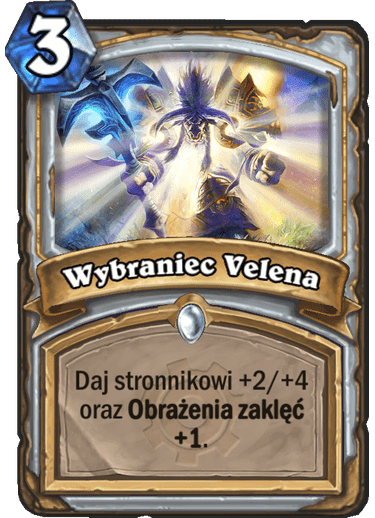 3
Wybraniec Velena
Daj stronnikowi +2/+4
oraz Obrażenia zaklęć
+1.